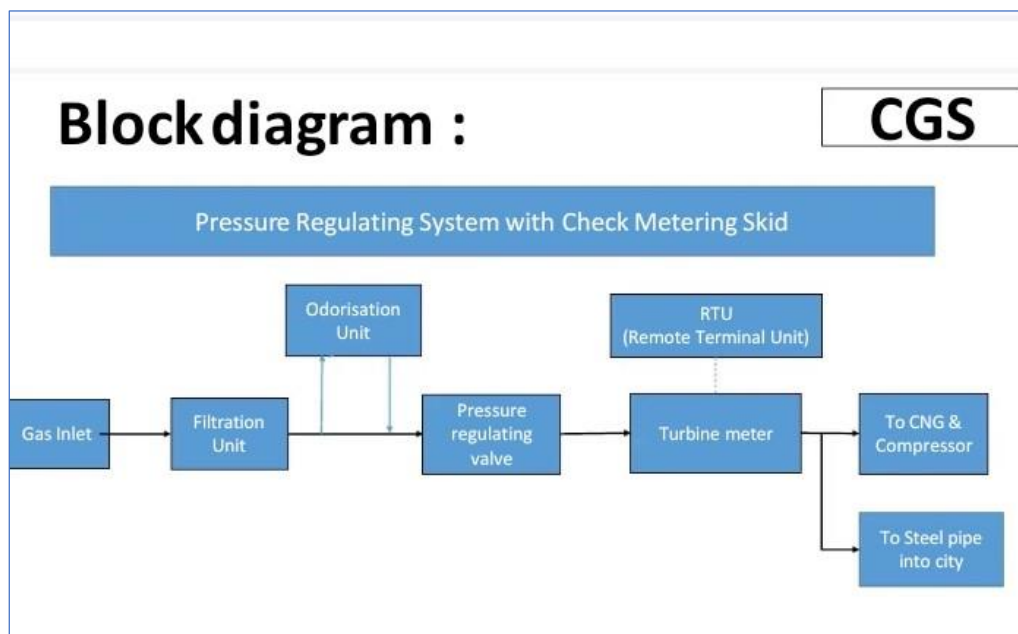 Block diagram :
CGS
Pressure Regulating System with Check Metering Skid
Odorisation
Unit
RTU
(Remote Terminal Unit)
Gas Inlet
Filtration
Unit
Pressure
regulating
valve
Turbine meter
To CNG &
Compressor
To Steel pipe
into city